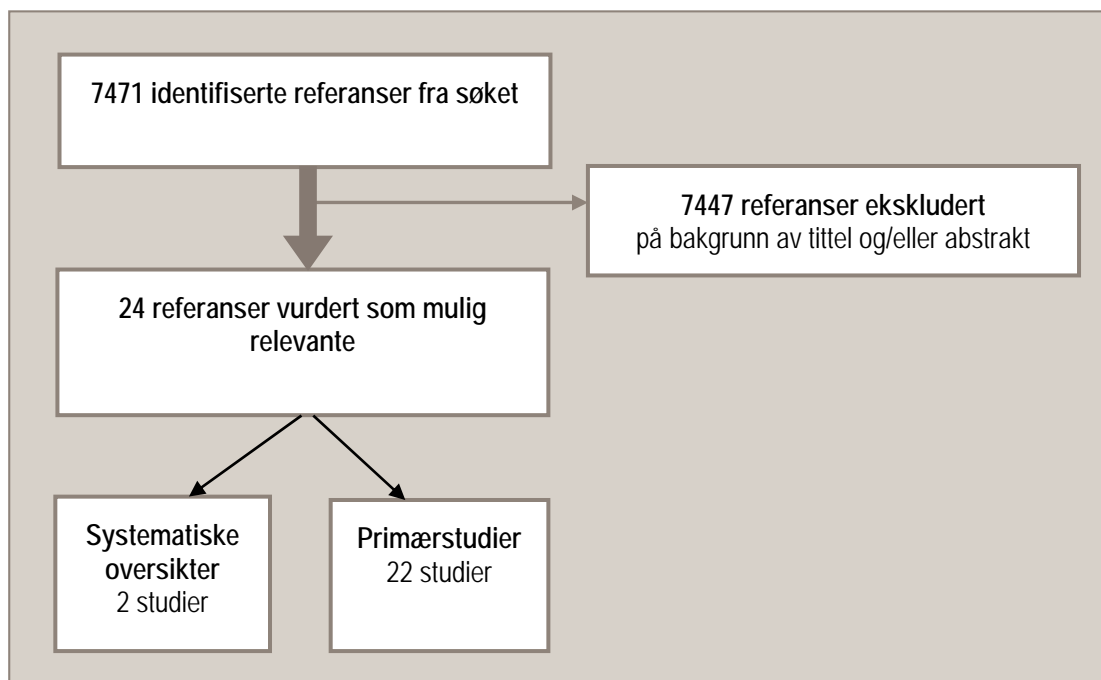 7471 identifiserte referanser fra søket
7447 referanser ekskludert
på bakgrunn av tittel og/eller abstrakt
24 referanser vurdert som mulig
relevante
Systematiske
oversikter
2 studier
Primærstudier
22 studier